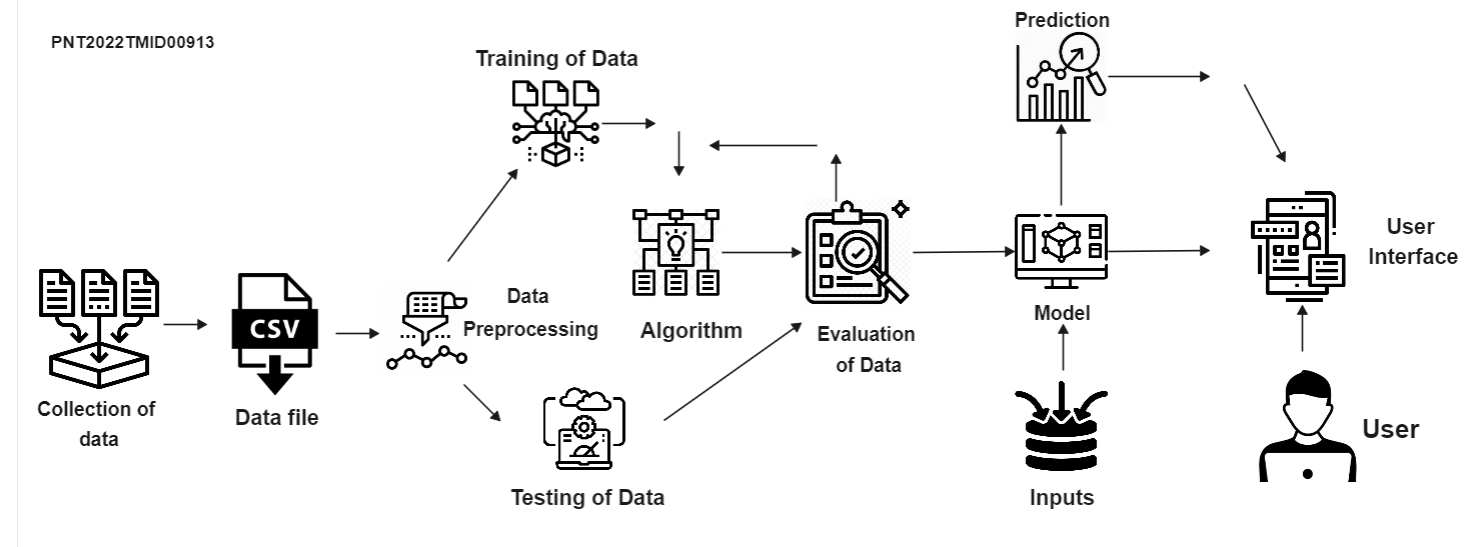 PNT2022TMID00913
Prediction
Training of Data
User
Interface
Data
Preprocessing
CSV
Algorithm
Evaluation
of Data
Model
Collection of
data
Data file
User
Testing of Data
Inputs